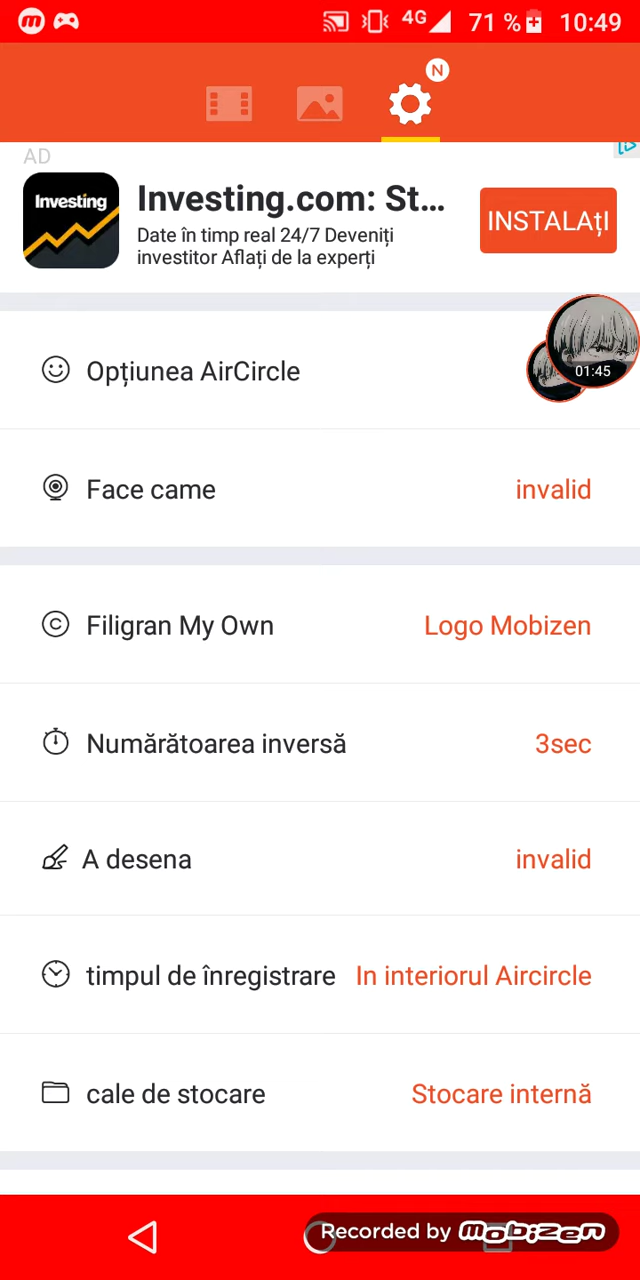 4G 71 % 10:49
N
AD
Investing
Investing.com: St...
Date în timp real 24/7 Deveniți
investitor Aflați de la experți
INSTALAțI
Opțiunea AirCircle
01:45
Face came invalid
Filigran My Own Logo Mobizen
Numărătoarea inversă 3sec
A desena invalid
timpul de înregistrare In interiorul Aircircle
cale de stocare Stocare internă
Recorded by mobizen